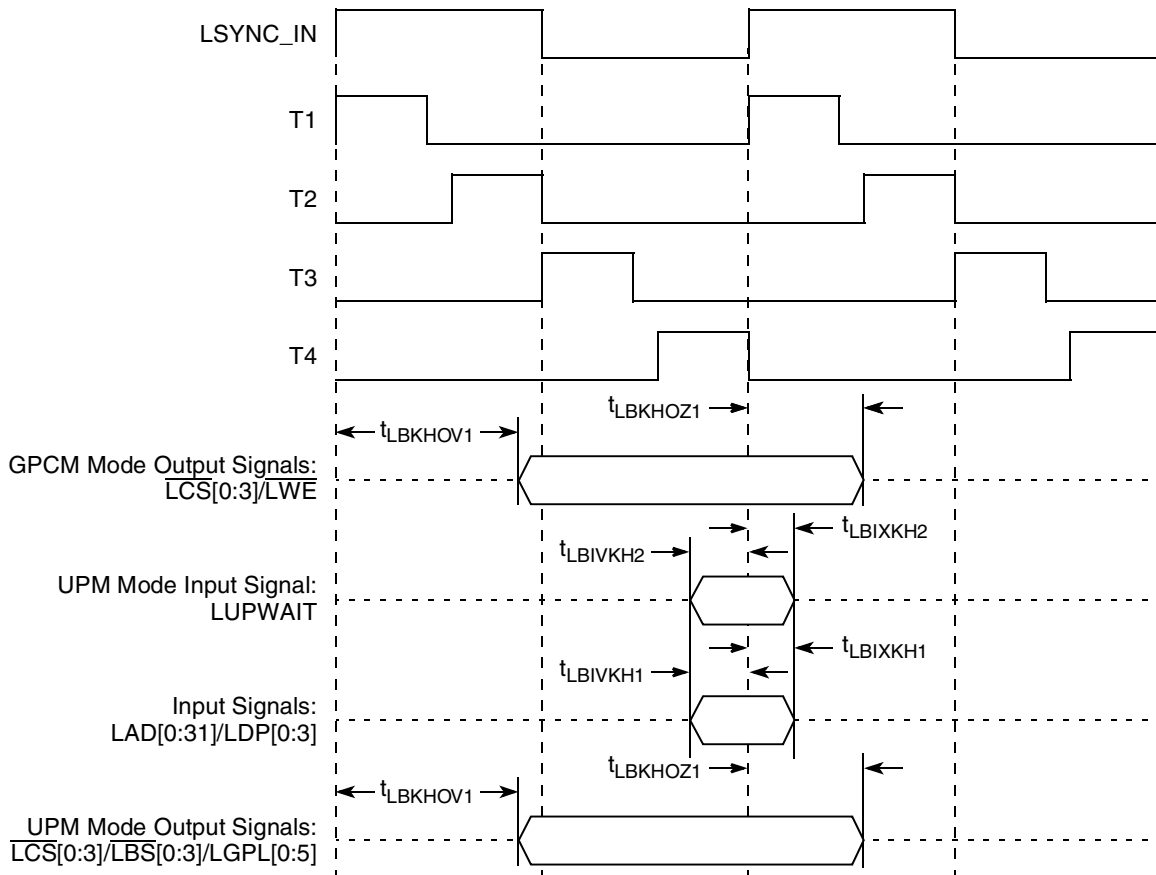 LSYNC_IN
T1
T2
T3
T4
tLBKHOZ1
tLBKHOV1
GPCM Mode Output Signals:
LCS[0:3]/LWE
tLBIXKH2
tLBIVKH2
UPM Mode Input Signal:
LUPWAIT
tLBIXKH1
tLBIVKH1
Input Signals:
LAD[0:31]/LDP[0:3]
tLBKHOZ1
tLBKHOV1
UPM Mode Output Signals:
LCS[0:3]/LBS[0:3]/LGPL[0:5]